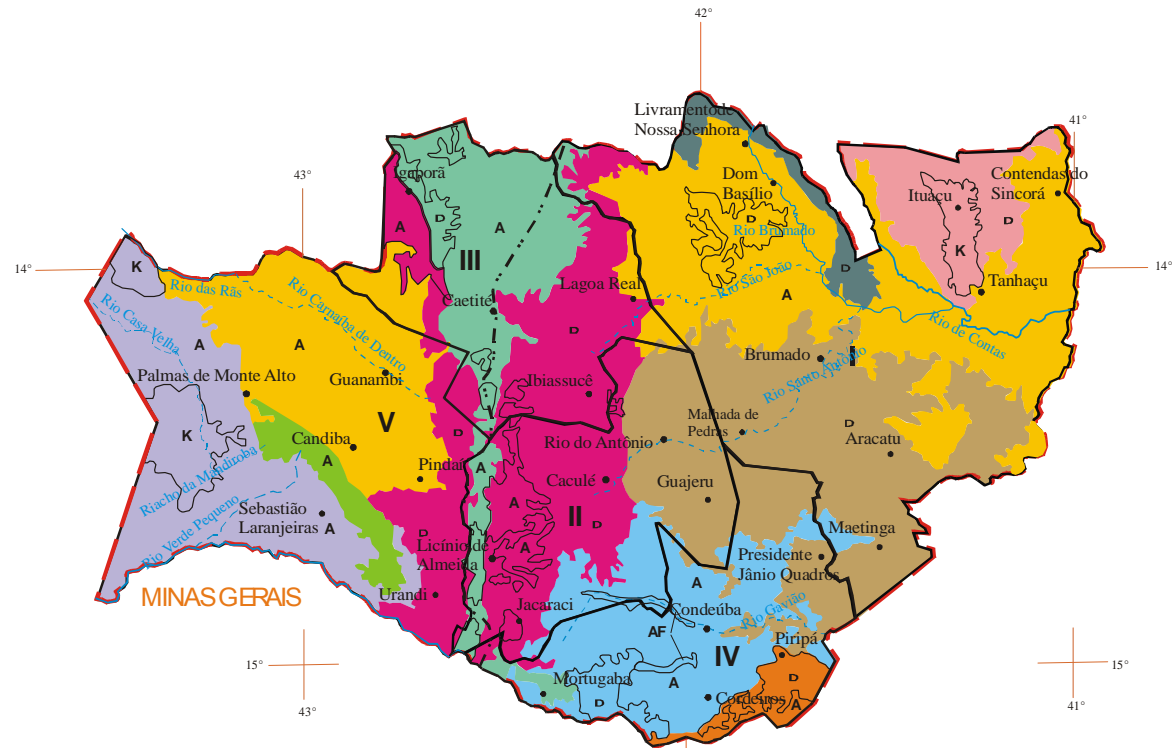 42°
41°
Livramento de
Nossa Senhora
Igaporã
43°
Contendas do
Sincorá
Dom
Basílio
Ituaçu
D
A
D
A
D
D
Rio Brumado
K
14°
III
K
D
14°
Rio das Rãs
Rio Carnaíba de Dentro
Lagoa Real
Rio São João
Tanhaçu
Caetité
A
Rio Casa Velha
Rio de Contas
A
A
D
Brumado
I
Palmas de Monte Alto
Guanambi
Ibiassucê
Rio Santo Antônio
V
Malhada de
Pedras
D
K
D
Rio do Antônio
Aracatu
Candiba
A
A
Pindaí
Caculé
Guajeru
Riacho da Mandiroba
A
II
D
Sebastião
Laranjeiras
A
Maetinga
Rio Verde Pequeno
D
Licínio de
Almeida
A
Presidente
Jânio Quadros
A
MINAS GERAIS
Urandi
Jacaraci
Condeúba
Rio Gavião
AF
Piripá
15°
IV
15°
Mortugaba
A
D
D
Cordeiros
A
43°
41°